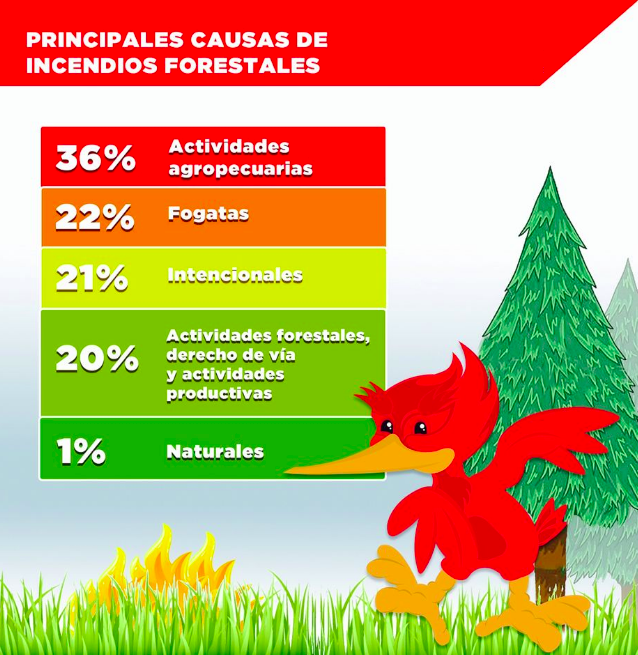 PRINCIPALES CAUSAS DE
INCENDIOS FORESTALES
36% Actividades
agropecuarias
22% Fogatas
21% Intencionales
20% Actividades forestales,
derecho de vía
y actividades
productivas
1% Naturales